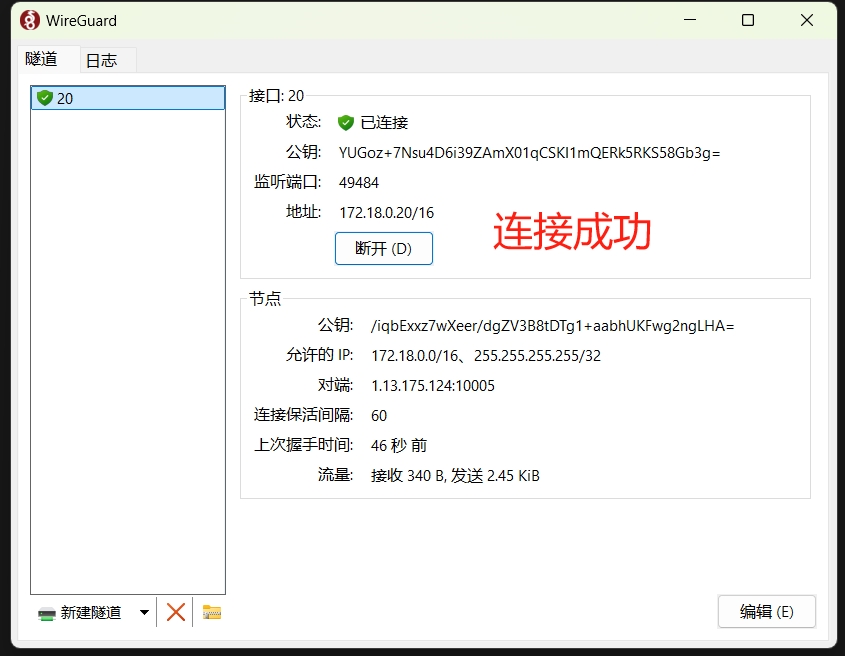 WireGuard
隧道
日志
20
接口: 20
状态: 已连接
公钥: YUGoz+7Nsu4D6i39ZAmX01qCSKI1mQERk5RKS58Gb3g=
监听端口: 49484
地址: 172.18.0.20/16
断开 (D)
连接成功
节点
公钥: /iqbExxz7wXeer/dgZV3B8tDTg1+aabhUKFwg2ngLHA=
允许的 IP: 172.18.0.0/16、255.255.255.255/32
对端: 1.13.175.124:10005
连接保活间隔: 60
上次握手时间: 46 秒 前
流量: 接收 340 B, 发送 2.45 KiB
新建隧道
编辑 (E)